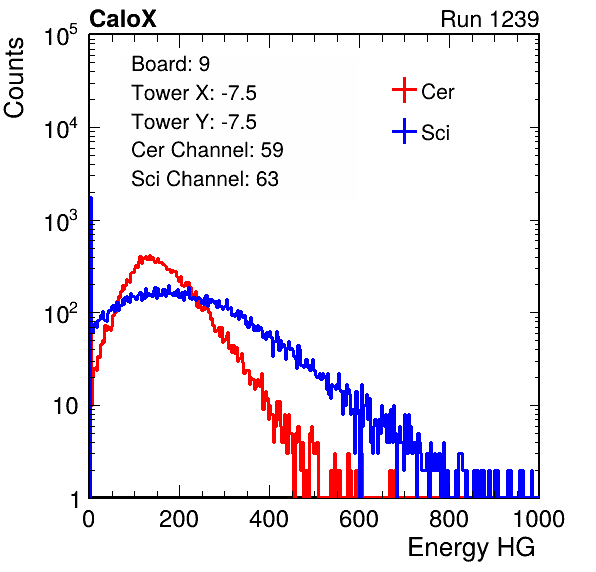 CaloX Run 1239
Counts
Board: 9
Tower X: -7.5
Tower Y: -7.5
Cer Channel: 59
Sci Channel: 63
Cer
Sci
10^5
10^4
10^3
10^2
10
1
0 200 400 600 800 1000
Energy HG